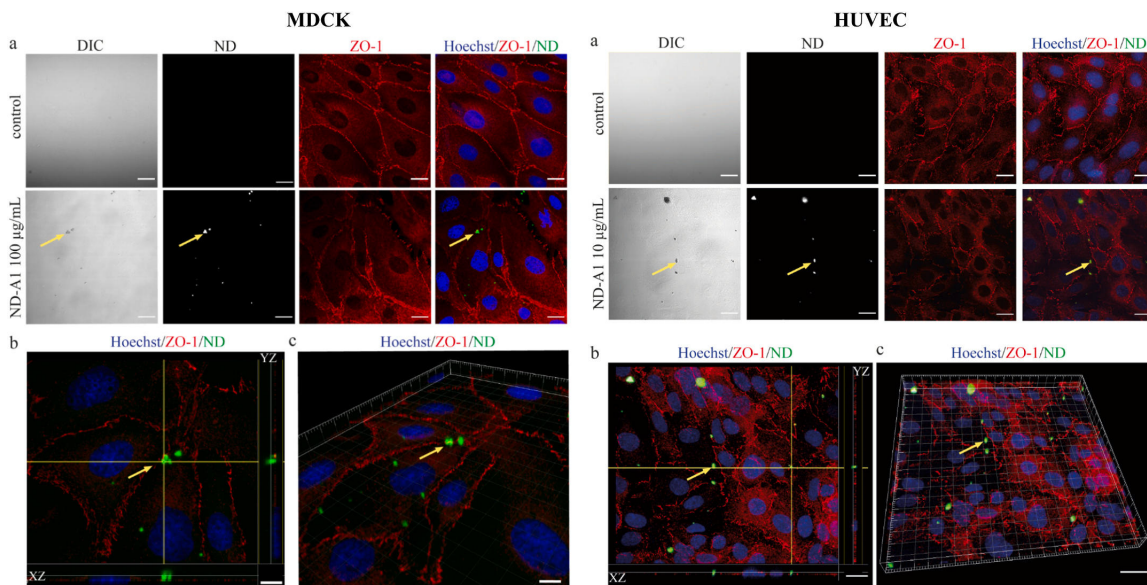 MDCK
HUVEC
a
DIC
ND
ZO-1
Hoechst/ZO-1/ND
control
ND-A1 100 µg/mL
b
Hoechst/ZO-1/ND
YZ
XZ
c
Hoechst/ZO-1/ND
a
DIC
ND
ZO-1
Hoechst/ZO-1/ND
control
ND-A1 10 µg/mL
b
Hoechst/ZO-1/ND
YZ
XZ
c
Hoechst/ZO-1/ND